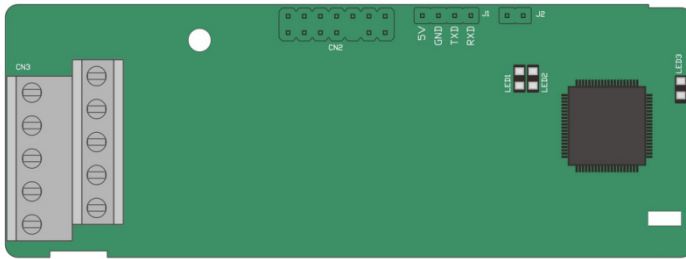 J1
J2
5V
GND
TXD
RXD
CN2
CN3
LED1
LED2
LED3